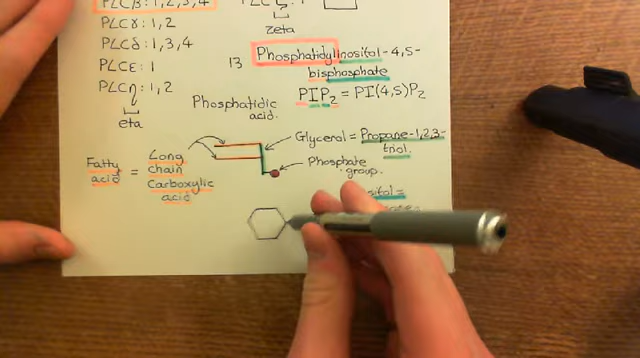 PLCβ: 1,2,3,4
PLCγ: 1,2
PLCδ: 1,3,4
PLCε: 1
PLCη: 1,2
eta
zeta
13 Phosphatidylinositol-4,5-
bisphosphate
PIP₂ = PI(4,5)P₂
Phosphatidic
acid.
Glycerol = Propane-1,2,3-
triol.
Phosphate
group.
Fatty
acid
=
Long
chain
Carboxylic
acid